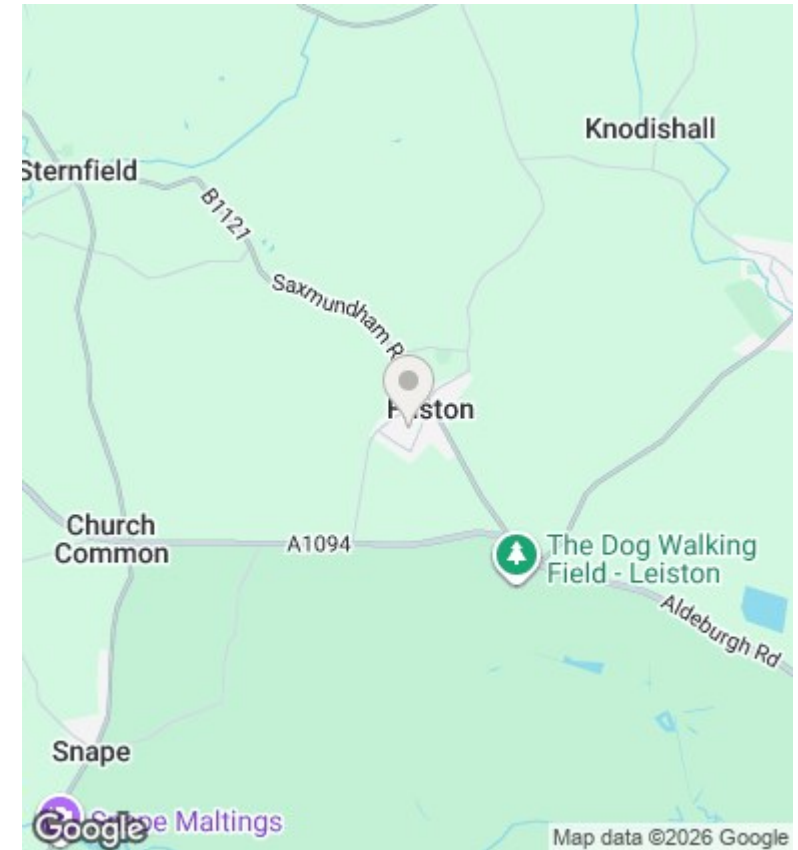 Knodishall
Sternfield
B1121
Saxmundham R
Church
Common
A1094
The Dog Walking
Field - Leiston
Aldeburgh Rd
Snape
Maltings
Google
Map data ©2026 Google